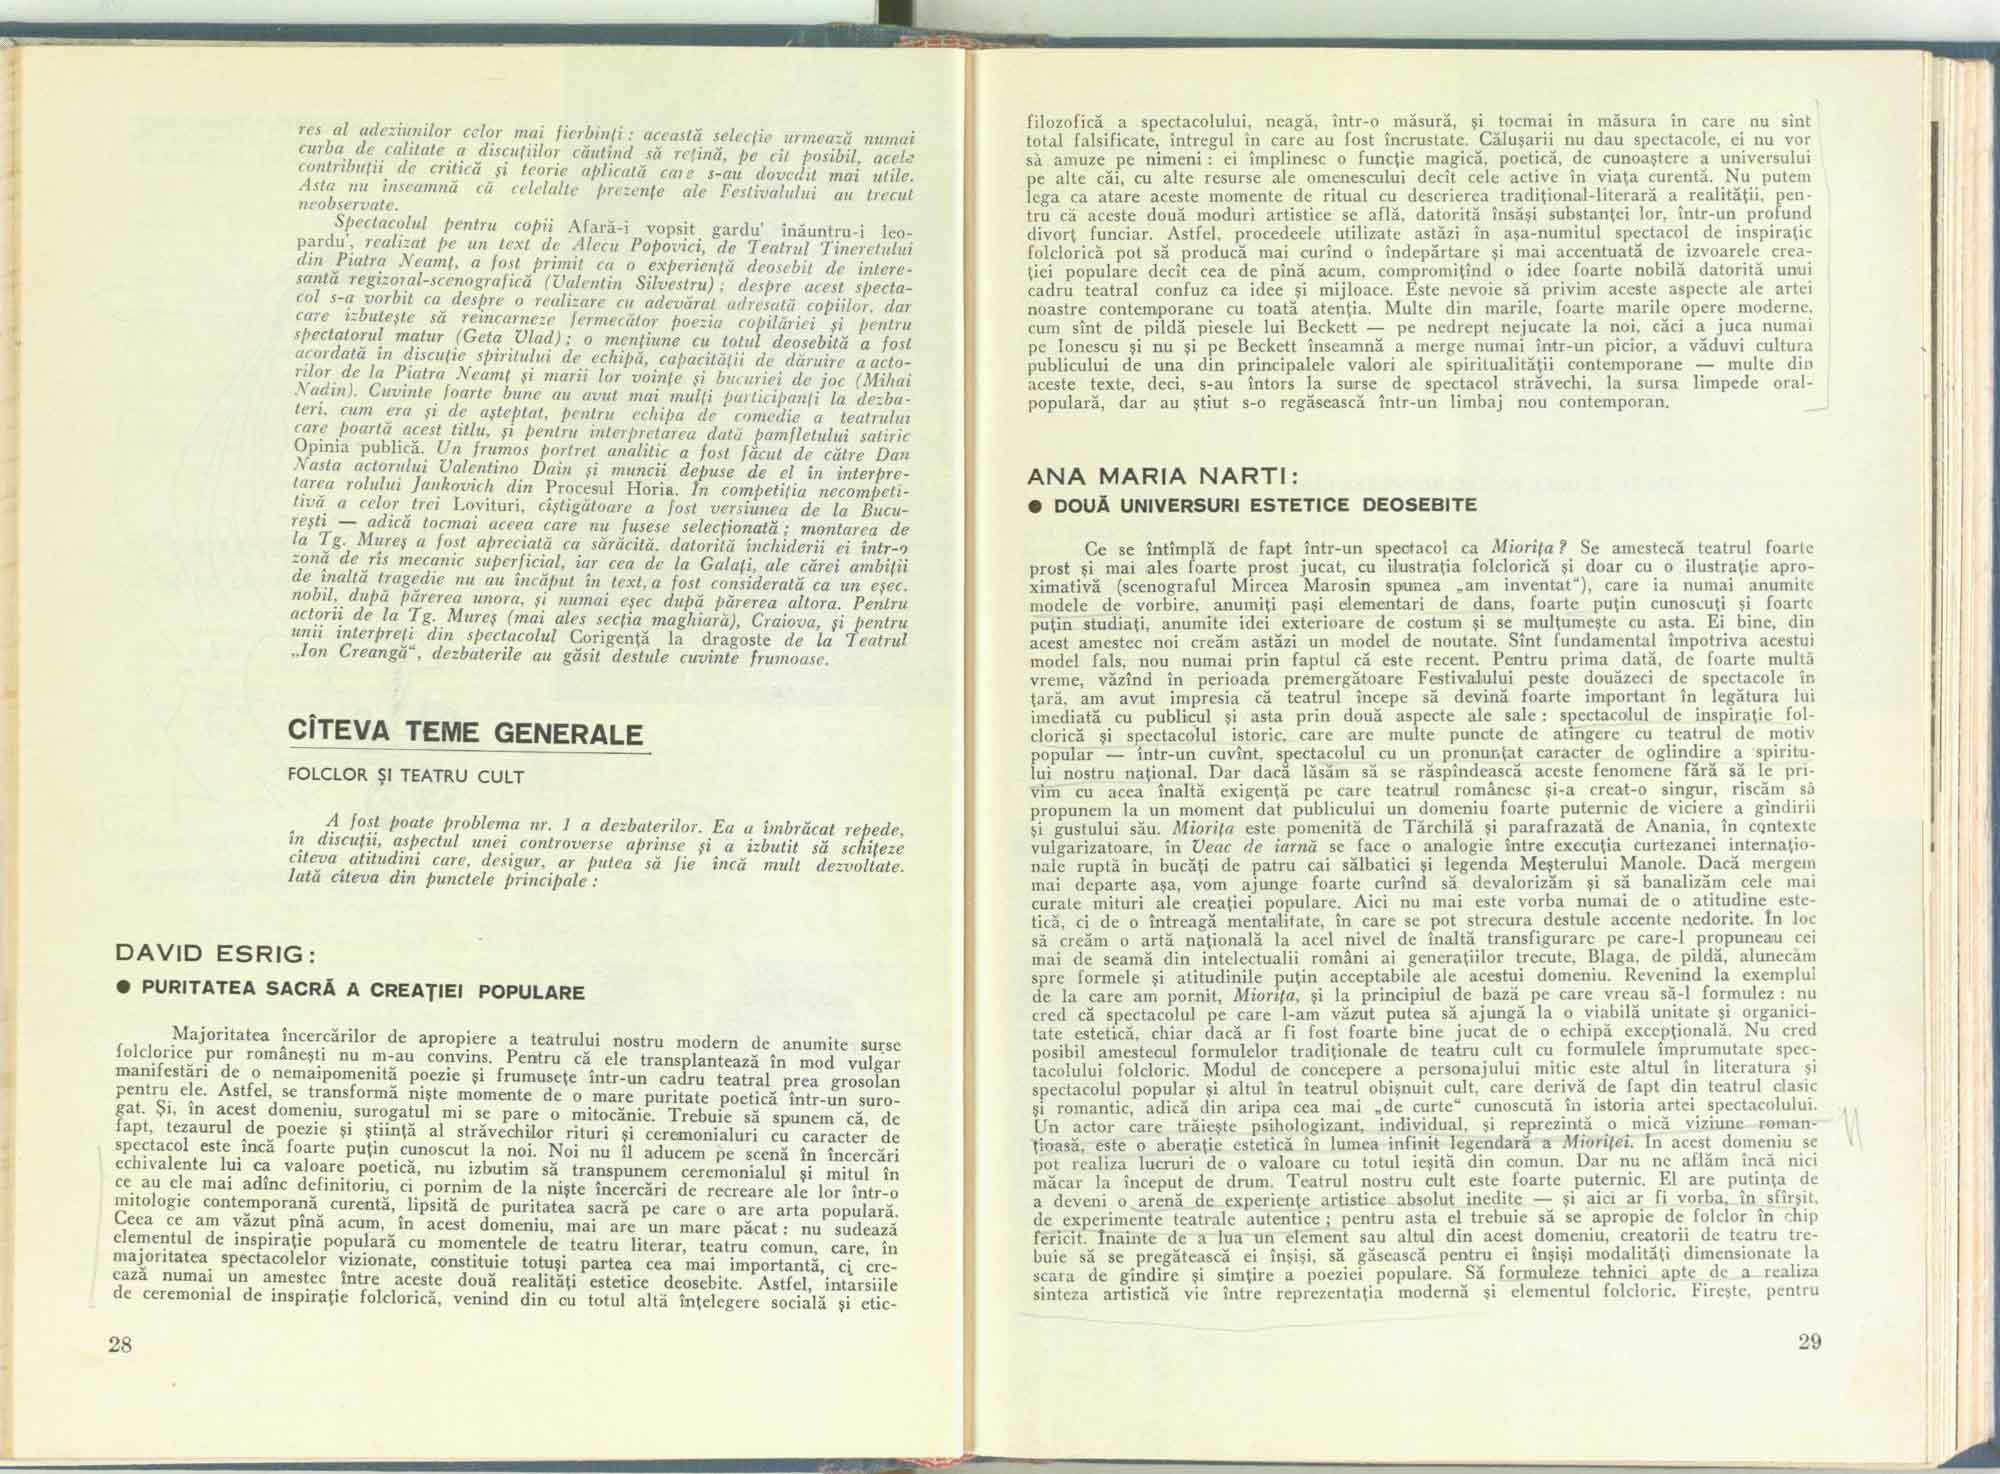 res al adeziunilor celor mai fierbinți : această selecție urmează numai
curba de calitate a discuțiilor căutînd să rețină, pe cît posibil, acele
contribuții de critică și teorie aplicată care s-au dovedit mai utile.
Asta nu înseamnă că celelalte prezențe ale Festivalului au trecut
neobservate.
Spectacolul pentru copii Afară-i vopsit gardu' înăuntru-i leo-
pardu', realizat pe un text de Alecu Popovici, de Teatrul Tineretului
din Piatra Neamț, a fost primit ca o experiență deosebit de intere-
santă regizoral-scenografică (Valentin Silvestru) ; despre acest specta-
col s-a vorbit ca despre o realizare cu adevărat adresată copiilor, dar
care izbutește să reîncarneze fermecător poezia copilăriei și pentru
spectatorul matur (Geta Vlad) ; o mențiune cu totul deosebită a fost
acordată în discuție spiritului de echipă, capacității de dăruire a acto-
rilor de la Piatra Neamț și marii lor voințe și bucuriei de joc (Mihai
Nadin). Cuvinte foarte bune au avut mai mulți participanți la dezba-
teri, cum era și de așteptat, pentru echipa de comedie a teatrului
care poartă acest titlu, și pentru interpretarea dată pamfletului satiric
Opinia publică. Un frumos portret analitic a fost făcut de către Dan
Nasta actorului Valentino Dain și muncii depuse de el în interpre-
tarea rolului Jankovich din Procesul Horia. În competiția necompeti-
tivă a celor trei Lovituri, cîștigătoare a fost versiunea de la Bucu-
rești — adică tocmai aceea care nu fusese selecționată ; montarea de
la Tg. Mureș a fost apreciată ca sărăcită, datorită închiderii ei într-o
zonă de rîs mecanic superficial, iar cea de la Galați, ale cărei ambiții
de înaltă tragedie nu au încăput în text, a fost considerată ca un eșec,
nobil, după părerea unora, și numai eșec după părerea altora. Pentru
actorii de la Tg. Mureș (mai ales secția maghiară), Craiova, și pentru
unii interpreți din spectacolul Corigență la dragoste de la Teatrul
„Ion Creangă“, dezbaterile au găsit destule cuvinte frumoase.
CÎTEVA TEME GENERALE
FOLCLOR ȘI TEATRU CULT
A fost poate problema nr. 1 a dezbaterilor. Ea a îmbrăcat repede,
în discuții, aspectul unei controverse aprinse și a izbutit să schițeze
cîteva atitudini care, desigur, ar putea să fie încă mult dezvoltate.
Iată cîteva din punctele principale :
DAVID ESRIG :
● PURITATEA SACRĂ A CREAȚIEI POPULARE
Majoritatea încercărilor de apropiere a teatrului nostru modern de anumite surse
folclorice pur românești nu m-au convins. Pentru că ele transplantează în mod vulgar
manifestări de o nemaipomenită poezie și frumusețe într-un cadru teatral prea grosolan
pentru ele. Astfel, se transformă niște momente de o mare puritate poetică într-un suro-
gat. Și, în acest domeniu, surogatul mi se pare o mitocănie. Trebuie să spunem că, de
fapt, tezaurul de poezie și știință al străvechilor rituri și ceremonialuri cu caracter de
spectacol este încă foarte puțin cunoscut la noi. Noi nu îl aducem pe scenă în încercări
echivalente lui ca valoare poetică, nu izbutim să transpunem ceremonialul și mitul în
ce au ele mai adînc definitoriu, ci pornim de la niște încercări de recreare ale lor într-o
mitologie contemporană curentă, lipsită de puritatea sacră pe care o are arta populară.
Ceea ce am văzut pînă acum, în acest domeniu, mai are un mare păcat : nu sudează
elementul de inspirație populară cu momentele de teatru literar, teatru comun, care, în
majoritatea spectacolelor vizionate, constituie totuși partea cea mai importantă, ci cre-
ează numai un amestec între aceste două realități estetice deosebite. Astfel, intarsiile
de ceremonial de inspirație folclorică, venind din cu totul altă înțelegere socială și etic-
28
filozofică a spectacolului, neagă, într-o măsură, și tocmai în măsura în care nu sînt
total falsificate, întregul în care au fost încrustate. Călușarii nu dau spectacole, ei nu vor
să amuze pe nimeni : ei împlinesc o funcție magică, poetică, de cunoaștere a universului
pe alte căi, cu alte resurse ale omenescului decît cele active în viața curentă. Nu putem
lega ca atare aceste momente de ritual cu descrierea tradițional-literară a realității, pen-
tru că aceste două moduri artistice se află, datorită însăși substanței lor, într-un profund
divorț funciar. Astfel, procedeele utilizate astăzi în așa-numitul spectacol de inspirație
folclorică pot să producă mai curînd o îndepărtare și mai accentuată de izvoarele crea-
ției populare decît cea de pînă acum, compromițînd o idee foarte nobilă datorită unui
cadru teatral confuz ca idee și mijloace. Este nevoie să privim aceste aspecte ale artei
noastre contemporane cu toată atenția. Multe din marile, foarte marile opere moderne,
cum sînt de pildă piesele lui Beckett — pe nedrept nejucate la noi, căci a juca numai
pe Ionescu și nu și pe Beckett înseamnă a merge numai într-un picior, a văduvi cultura
publicului de una din principalele valori ale spiritualității contemporane — multe din
aceste texte, deci, s-au întors la surse de spectacol străvechi, la sursa limpede oral-
populară, dar au știut s-o regăsească într-un limbaj nou contemporan.
ANA MARIA NARTI :
● DOUĂ UNIVERSURI ESTETICE DEOSEBITE
Ce se întîmplă de fapt într-un spectacol ca Miorița ? Se amestecă teatrul foarte
prost și mai ales foarte prost jucat, cu ilustrația folclorică și doar cu o ilustrație apro-
ximativă (scenograful Mircea Marosin spunea „am inventat“), care ia numai anumite
modele de vorbire, anumiți pași elementari de dans, foarte puțin cunoscuți și foarte
puțin studiați, anumite idei exterioare de costum și se mulțumește cu asta. Ei bine, din
acest amestec noi creăm astăzi un model de noutate. Sînt fundamental împotriva acestui
model fals, nou numai prin faptul că este recent. Pentru prima dată, de foarte multă
vreme, văzînd în perioada premergătoare Festivalului peste douăzeci de spectacole în
țară, am avut impresia că teatrul începe să devină foarte important în legătura lui
imediată cu publicul și asta prin două aspecte ale sale : spectacolul de inspirație fol-
clorică și spectacolul istoric, care are multe puncte de atingere cu teatrul de motiv
popular — într-un cuvînt, spectacolul cu un pronunțat caracter de oglindire a spiritu-
lui nostru național. Dar dacă lăsăm să se răspîndească aceste fenomene fără să le pri-
vim cu acea înaltă exigență pe care teatrul românesc și-a creat-o singur, riscăm să
propunem la un moment dat publicului un domeniu foarte puternic de viciere a gîndirii
și gustului său. Miorița este pomenită de Tărchilă și parafrazată de Anania, în contexte
vulgarizatoare, în Veac de iarnă se face o analogie între execuția curtezanei internațio-
nale ruptă în bucăți de patru cai sălbatici și legenda Meșterului Manole. Dacă mergem
mai departe așa, vom ajunge foarte curînd să devalorizăm și să banalizăm cele mai
curate mituri ale creației populare. Aici nu mai este vorba numai de o atitudine este-
tică, ci de o întreagă mentalitate, în care se pot strecura destule accente nedorite. În loc
să creăm o artă națională la acel nivel de înaltă transfigurare pe care-l propuneau cei
mai de seamă din intelectualii români ai generațiilor trecute, Blaga, de pildă, alunecăm
spre formele și atitudinile puțin acceptabile ale acestui domeniu. Revenind la exemplul
de la care am pornit, Miorița, și la principiul de bază pe care vreau să-l formulez : nu
cred că spectacolul pe care l-am văzut putea să ajungă la o viabilă unitate și organici-
tate estetică, chiar dacă ar fi fost foarte bine jucat de o echipă excepțională. Nu cred
posibil amestecul formulelor tradiționale de teatru cult cu formulele împrumutate spec-
tacolului folcloric. Modul de concepere a personajului mitic este altul în literatura și
spectacolul popular și altul în teatrul obișnuit cult, care derivă de fapt din teatrul clasic
și romantic, adică din aripa cea mai „de curte“ cunoscută în istoria artei spectacolului.
Un actor care trăiește psihologizant, individual, și reprezintă o mică viziune roman-
țioasă, este o aberație estetică în lumea infinit legendară a Mioriței. În acest domeniu se
pot realiza lucruri de o valoare cu totul ieșită din comun. Dar nu ne aflăm încă nici
măcar la început de drum. Teatrul nostru cult este foarte puternic. El are putința de
a deveni o arenă de experiențe artistice absolut inedite — și aici ar fi vorba, în sfîrșit,
de experimente teatrale autentice ; pentru asta el trebuie să se apropie de folclor în chip
fericit. Înainte de a lua un element sau altul din acest domeniu, creatorii de teatru tre-
buie să se pregătească ei înșiși, să găsească pentru ei înșiși modalități dimensionate la
scara de gîndire și simțire a poeziei populare. Să formuleze tehnici apte de a realiza
sinteza artistică vie între reprezentația modernă și elementul folcloric. Firește, pentru
29